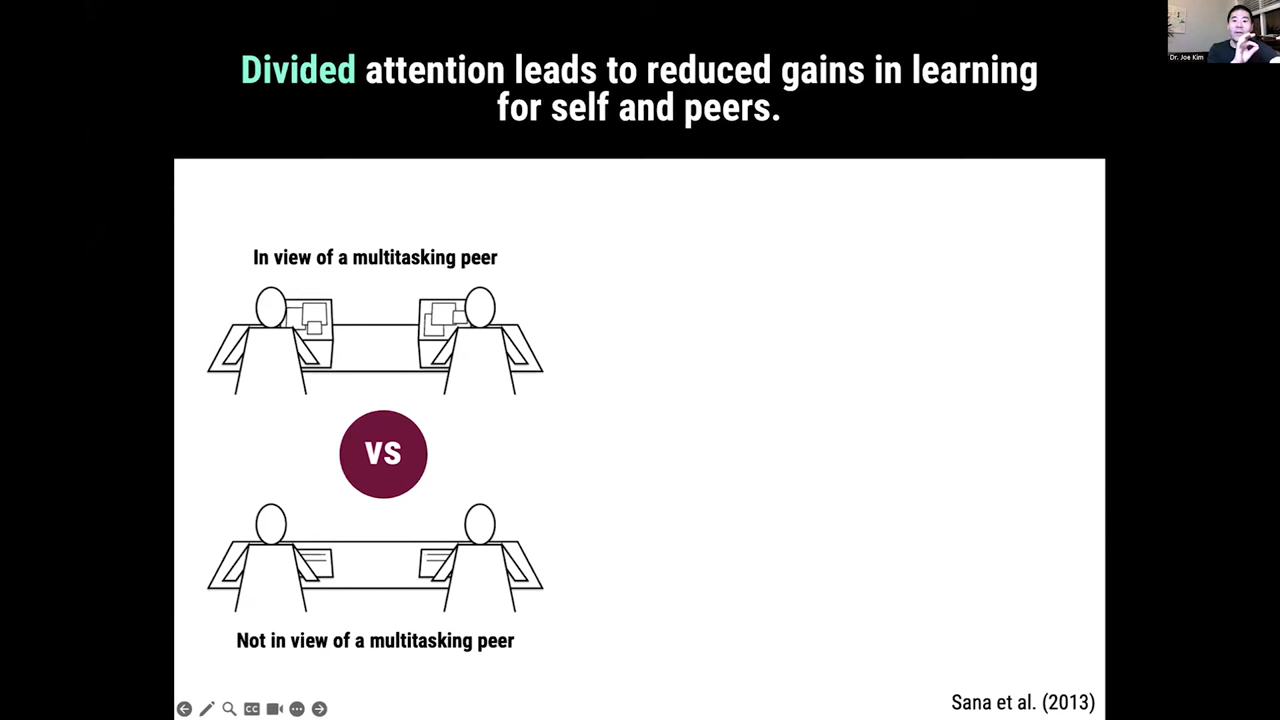 Divided attention leads to reduced gains in learning
for self and peers.
Dr. Joe Kim
In view of a multitasking peer
VS
Not in view of a multitasking peer
CC
Sana et al. (2013)